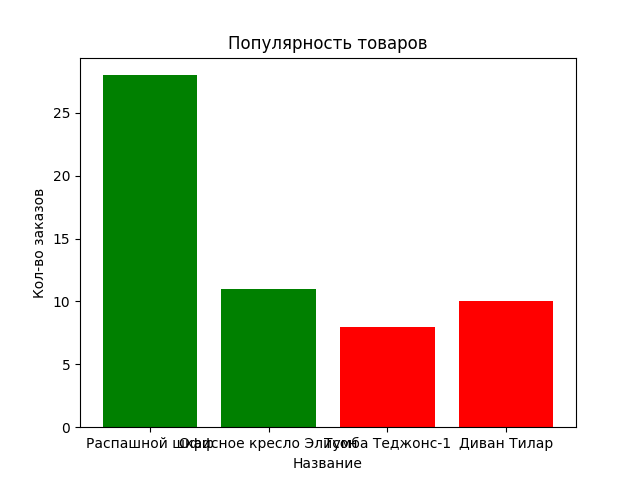 Популярность товаров
25
20
15
10
5
0
Кол-во заказов
Распашной шкаф
Офисное кресло
Тумба Теджонс-1
Диван Тилар
Название